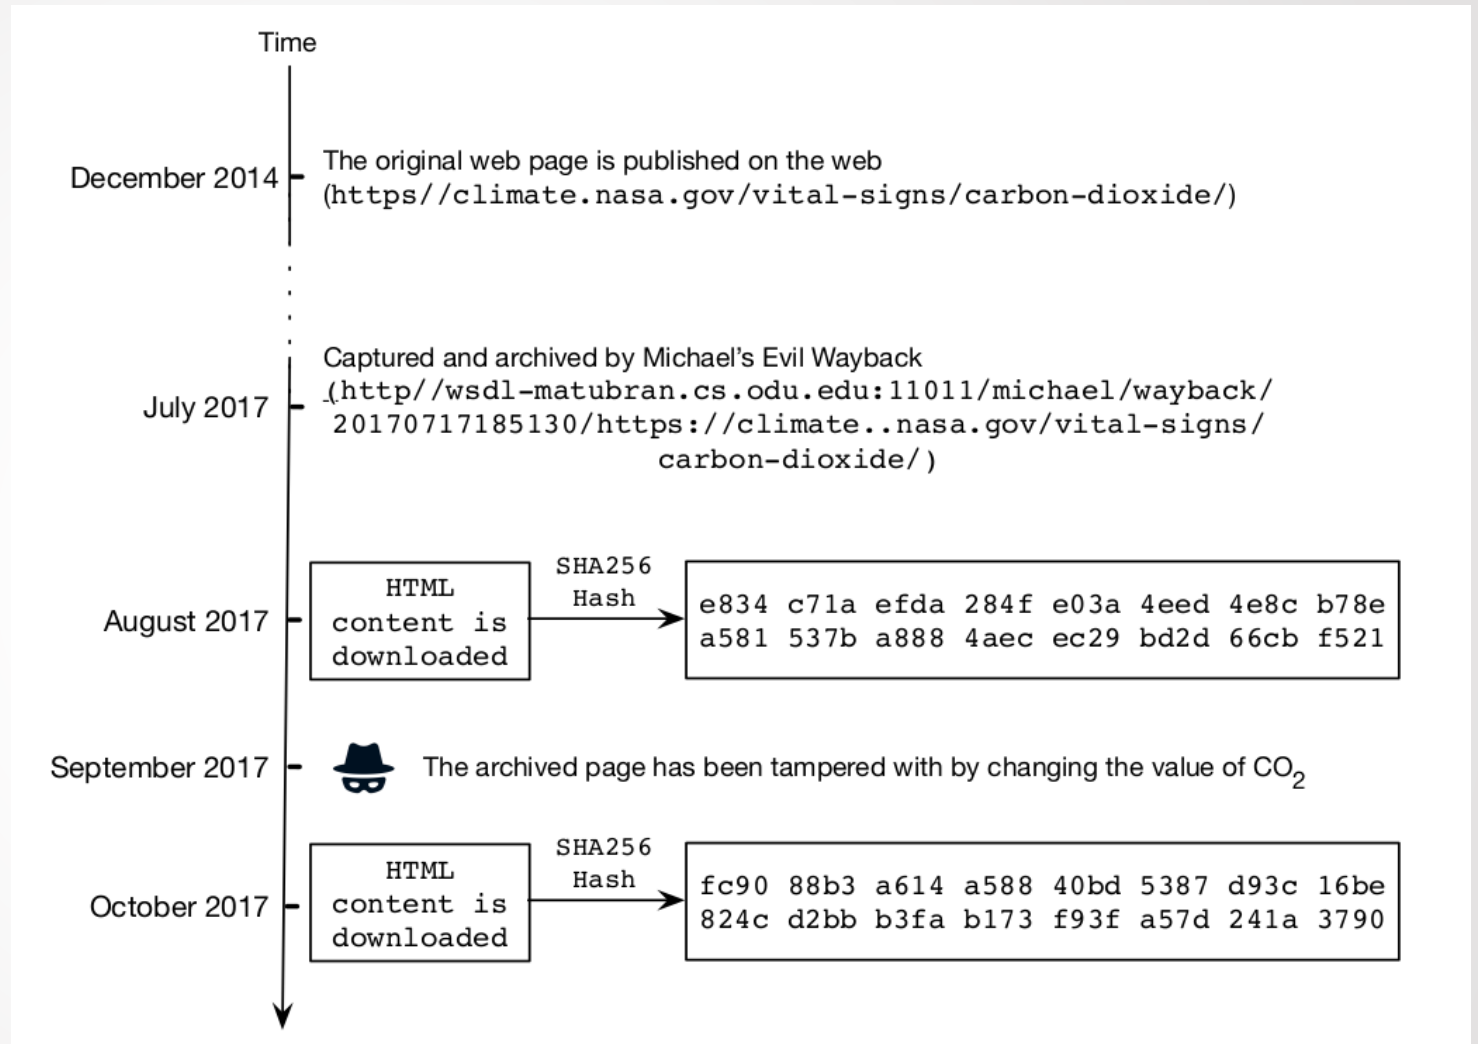 Time
December 2014
The original web page is published on the web
(https//climate.nasa.gov/vital-signs/carbon-dioxide/)
July 2017
Captured and archived by Michael's Evil Wayback
(http//wsdl-matubran.cs.odu.edu:11011/michael/wayback/
20170717185130/https://climate..nasa.gov/vital-signs/
carbon-dioxide/)
August 2017
HTML
content is
downloaded
SHA256
Hash
e834 c71a efda 284f e03a 4eed 4e8c b78e
a581 537b a888 4aec ec29 bd2d 66cb f521
September 2017
The archived page has been tampered with by changing the value of CO₂
October 2017
HTML
content is
downloaded
SHA256
Hash
fc90 88b3 a614 a588 40bd 5387 d93c 16be
824c d2bb b3fa b173 f93f a57d 241a 3790